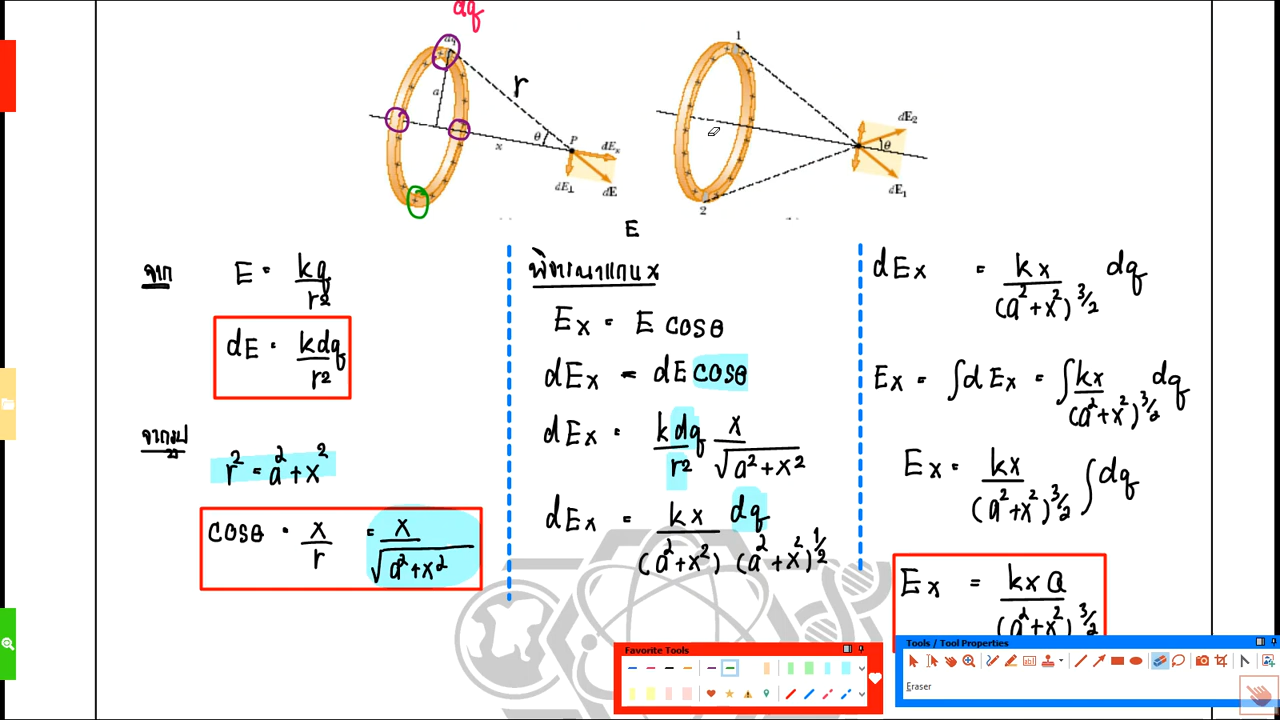 dq
dq
a
r
θ
P
x
dEx
dE⊥
dE
1
2
dE2
θ
dE1
E
จาก
E = kq/r2
dE = kdq/r2
จากรูป
r2 = a2+x2
cosθ = x/r = x/√a2+x2
พิจารณาแกน x
Ex = E cosθ
dEx = dE cosθ
dEx = kdq/r2 x/√a2+x2
dEx = kx dq/(a2+x2) (a2+x2)1/2
dEx = kx/(a2+x2)3/2 dq
Ex = ∫dEx = ∫kx/(a2+x2)3/2 dq
Ex = kx/(a2+x2)3/2 ∫dq
Ex = kxQ/(a2+x2)3/2
Favorite Tools
Tools / Tool Properties
Eraser